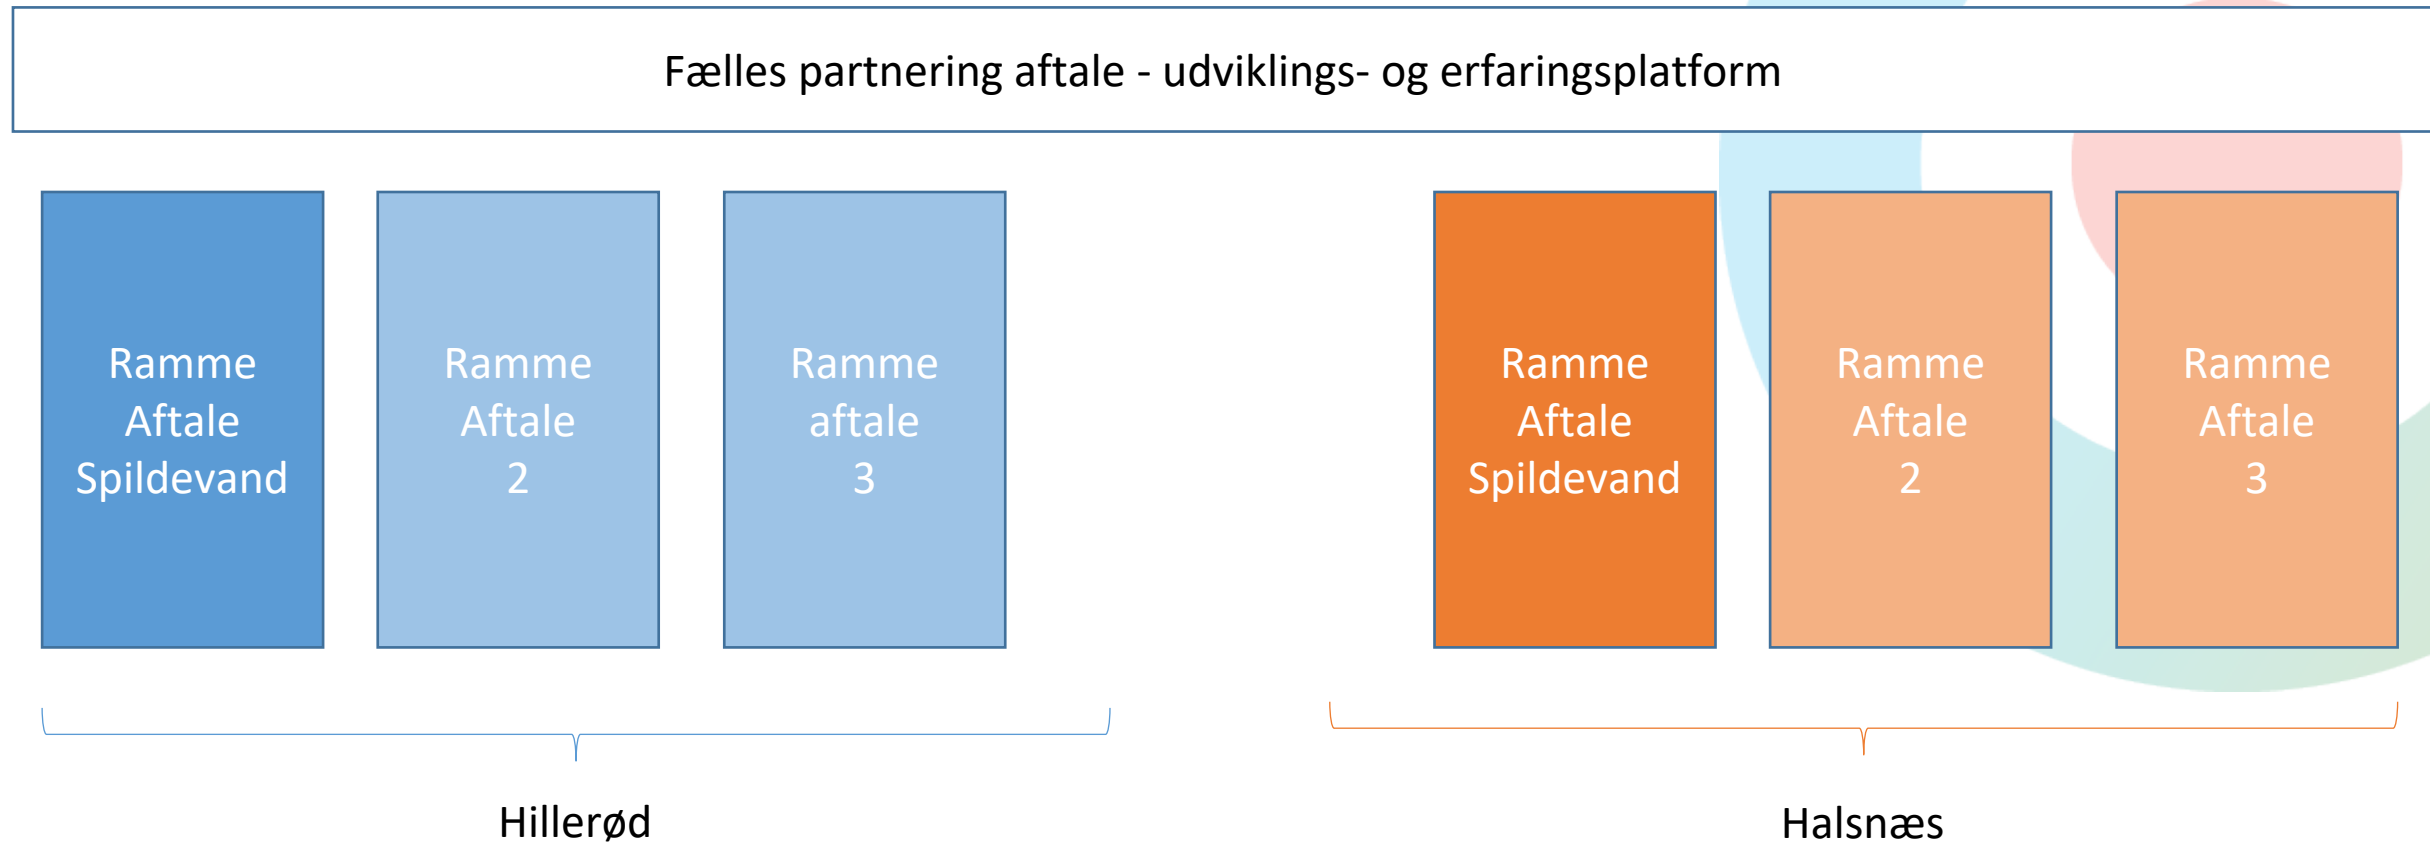 Fælles partnering aftale - udviklings- og erfaringsplatform
Ramme
Aftale
Spildevand
Ramme
Aftale
2
Ramme
aftale
3
Ramme
Aftale
Spildevand
Ramme
Aftale
2
Ramme
Aftale
3
Hillerød
Halsnæs